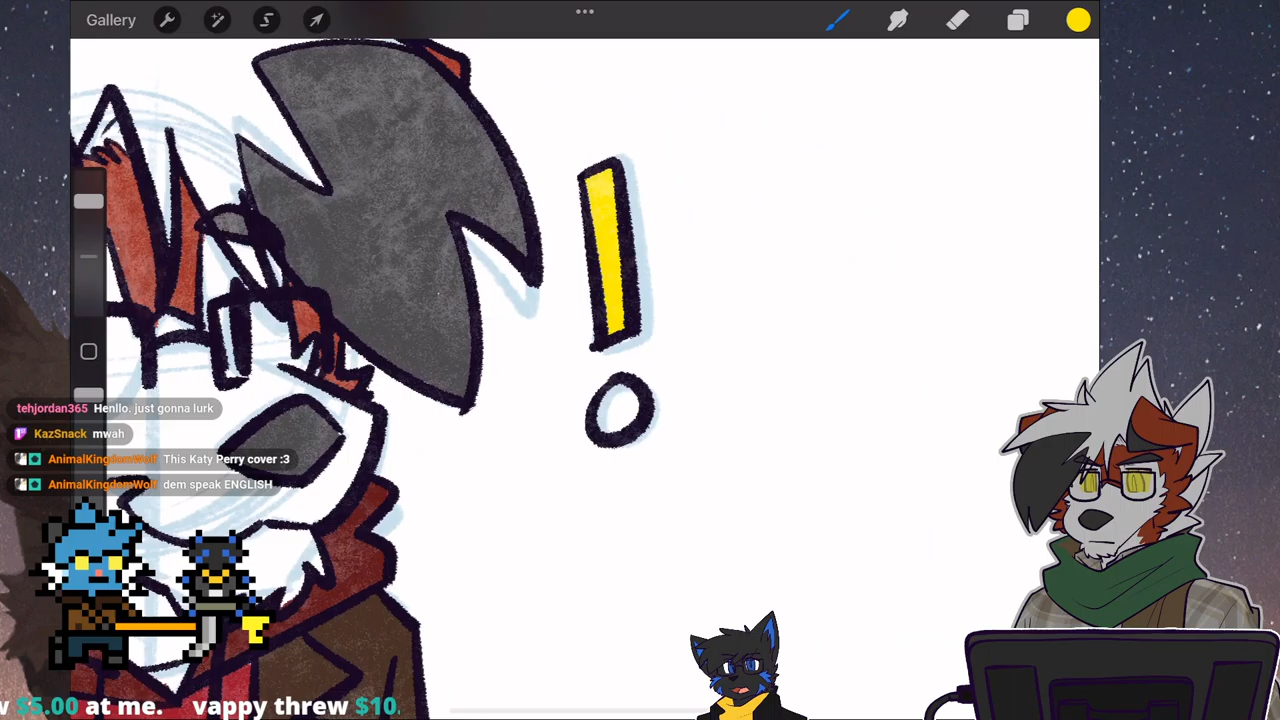 Gallery
tehjordan365 Henllo. just gonna lurk
KazSnack mwah
AnimalKingdomWolf This Katy Perry cover :3
AnimalKingdomWolf dem speak ENGLISH
!
w $5.00 at me. vappy threw $10.